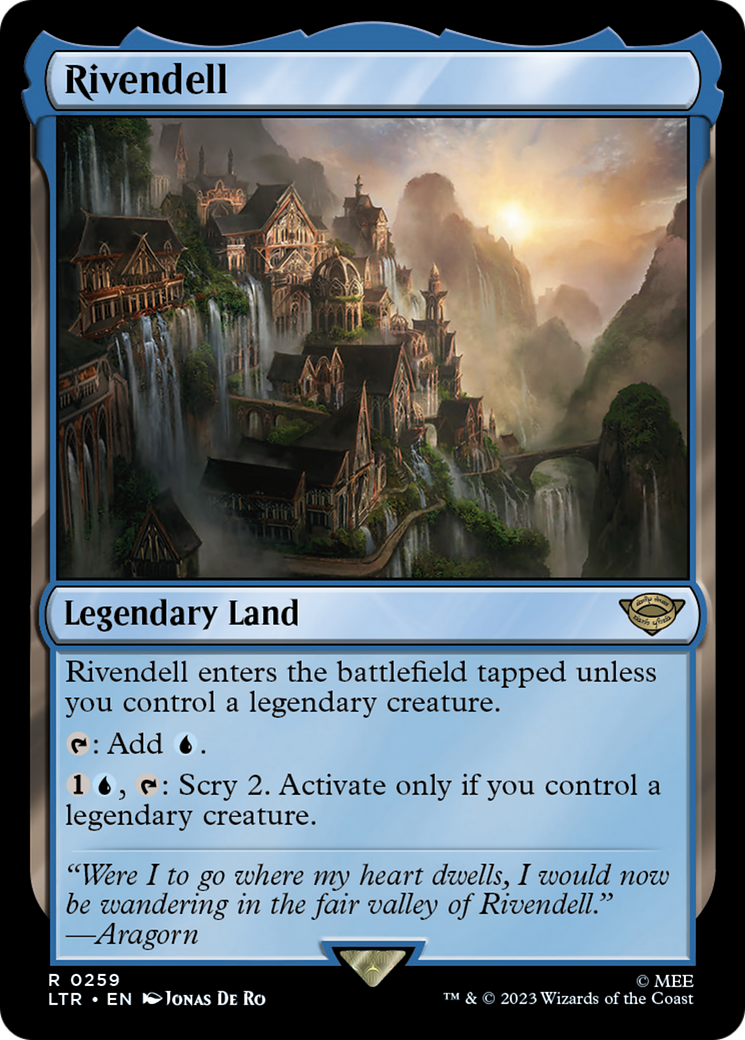 Rivendell
Legendary Land
Rivendell enters the battlefield tapped unless
you control a legendary creature.
: Add .
1, : Scry 2. Activate only if you control a
legendary creature.
“Were I to go where my heart dwells, I would now
be wandering in the fair valley of Rivendell.”
—Aragorn
R 0259
LTR • EN Jonas De Ro
© MEE
™ & © 2023 Wizards of the Coast